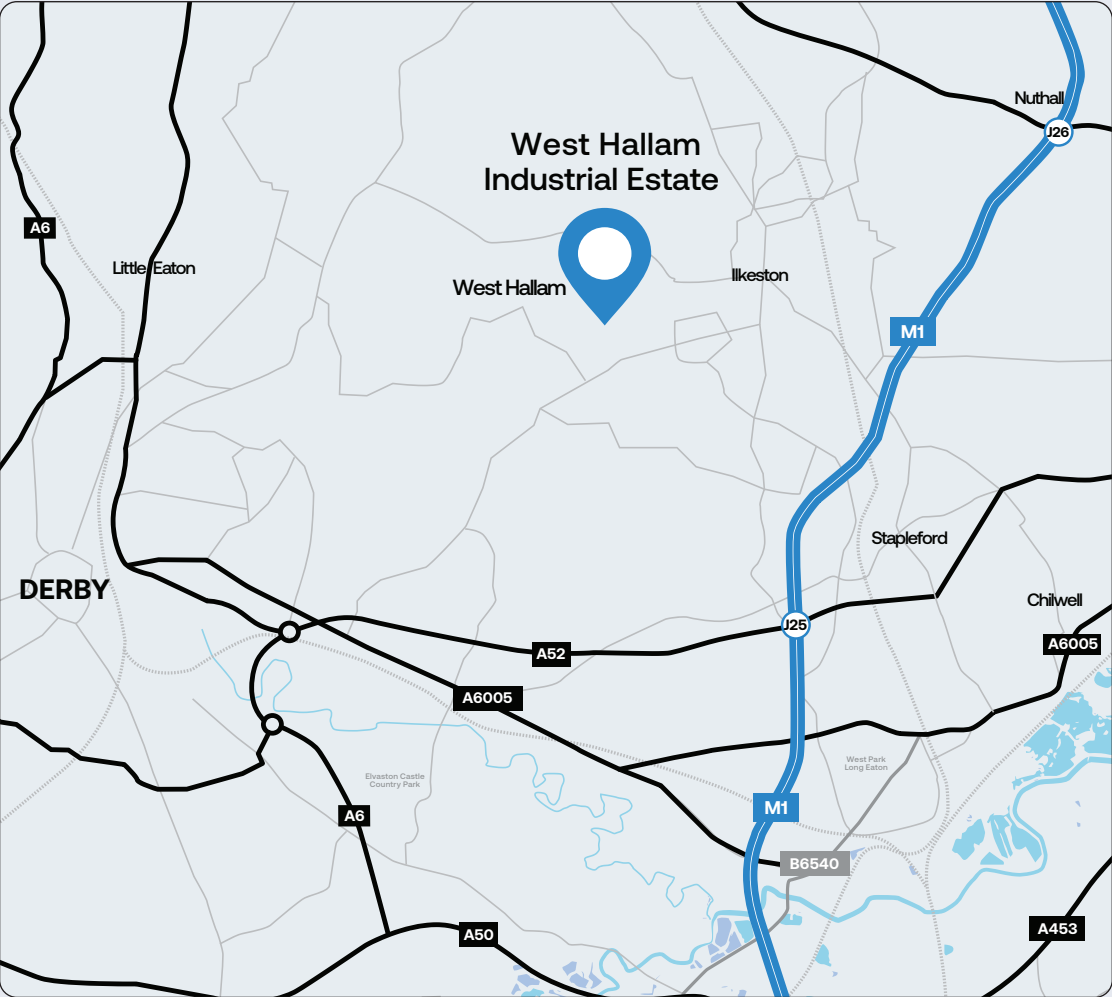 Nuthall
J26
West Hallam
Industrial Estate
A6
Little Eaton
West Hallam
Ilkeston
M1
Stapleford
DERBY
Chilwell
J25
A6005
A52
A6005
West Park
Long Eaton
Elvaston Castle
Country Park
M1
A6
B6540
A50
A453